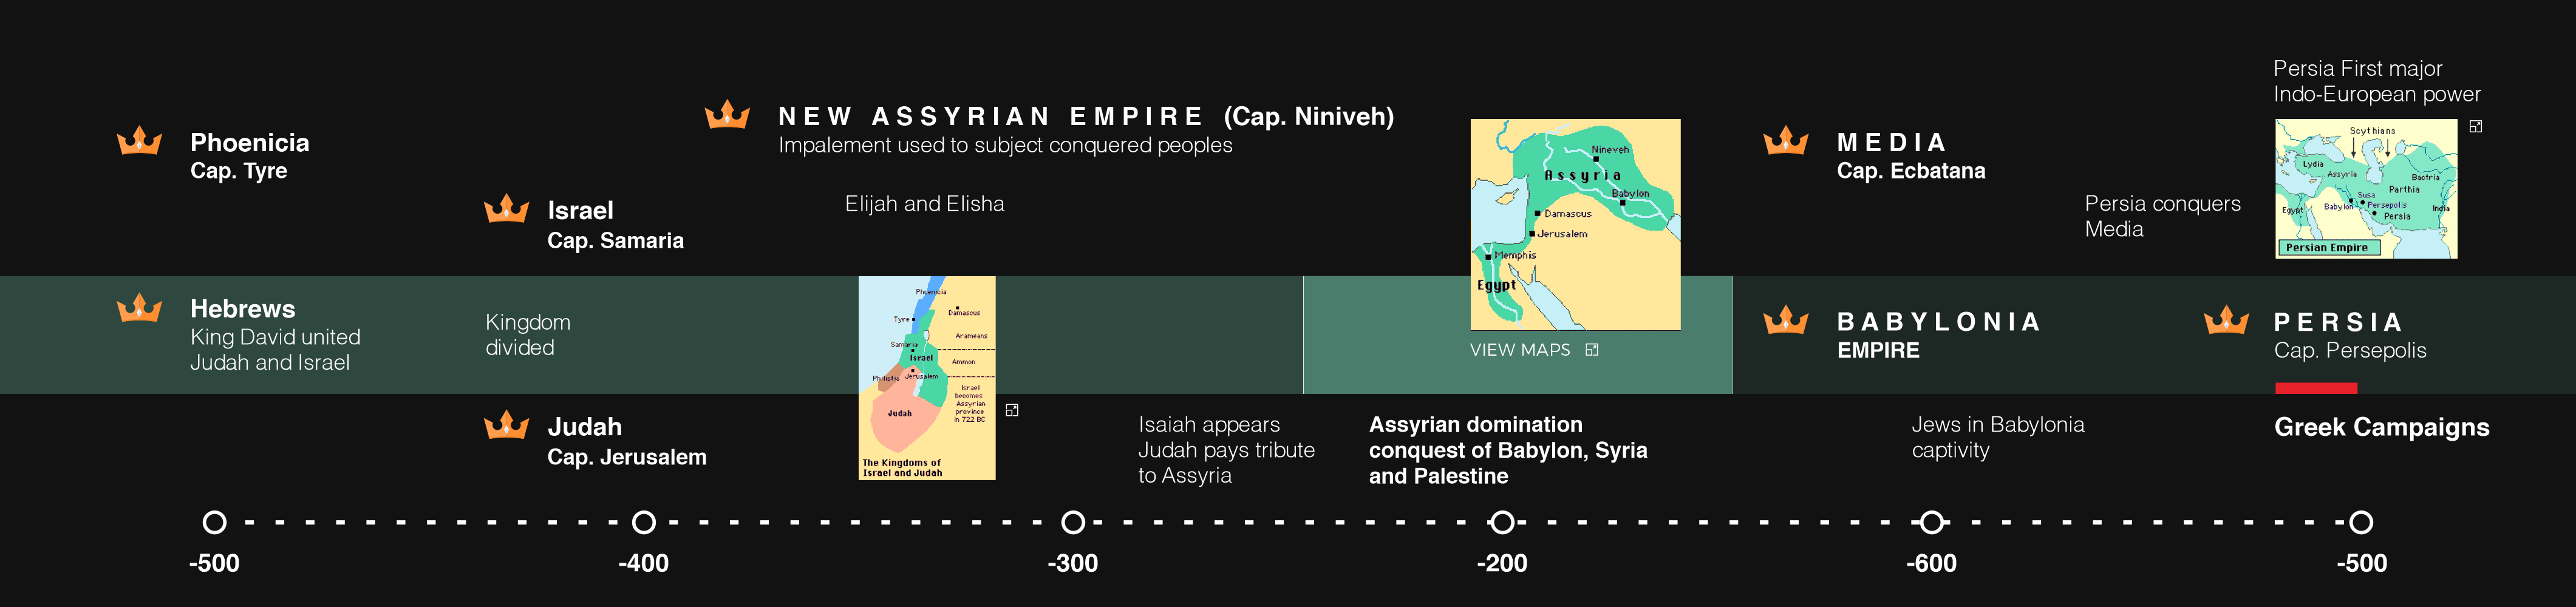 Phoenicia
Cap. Tyre
Israel
Cap. Samaria
NEW ASSYRIAN EMPIRE (Cap. Niniveh)
Impalement used to subject conquered peoples
Elijah and Elisha
Nineveh
Assyria
Babylon
Damascus
Jerusalem
Memphis
Egypt
VIEW MAPS
MEDIA
Cap. Ecbatana
Persia conquers
Media
Persia First major
Indo-European power
Scythians
Lydia
Assyria
Bactria
Parthia
Susa
Babylon
Persepolis
Egypt
India
Persia
Persian Empire
Hebrews
King David united
Judah and Israel
Kingdom
divided
Judah
Cap. Jerusalem
Phoenicia
Damascus
Tyre
Arameans
Samaria
Israel
Ammon
Philistia
Jerusalem
Israel
becomes
Assyrian
province
in 722 BC
Judah
The Kingdoms of
Israel and Judah
Isaiah appears
Judah pays tribute
to Assyria
Assyrian domination
conquest of Babylon, Syria
and Palestine
BABYLONIA
EMPIRE
Jews in Babylonia
captivity
PERSIA
Cap. Persepolis
Greek Campaigns
-500
-400
-300
-200
-600
-500